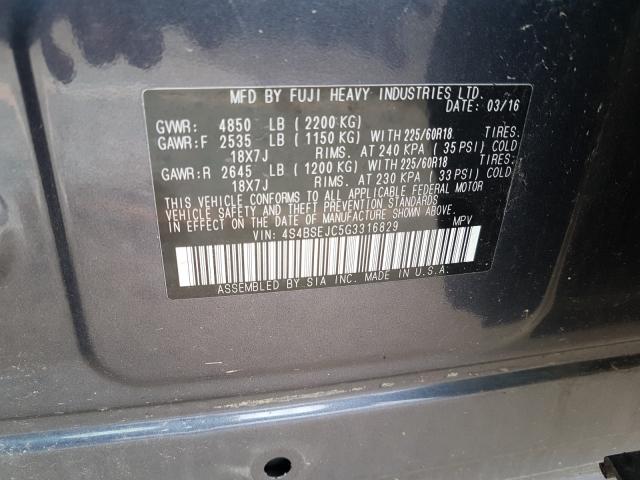 MFD BY FUJI HEAVY INDUSTRIES LTD.
DATE: 03/16
GVWR: 4850 LB (2200 KG)
GAWR:F 2535 LB (1150 KG) WITH 225/60R18 TIRES.
18X7J RIMS. AT 240 KPA (35 PSI) COLD
GAWR:R 2645 LB (1200 KG) WITH 225/60R18 TIRES.
18X7J RIMS. AT 230 KPA (33 PSI) COLD
THIS VEHICLE CONFORMS TO ALL APPLICABLE FEDERAL MOTOR
VEHICLE SAFETY AND THEFT PREVENTION STANDARDS IN
EFFECT ON THE DATE OF MANUFACTURE SHOWN ABOVE.
VIN: 4S4BSEJC5G3316829 MPV
ASSEMBLED BY SIA INC. MADE IN U.S.A.